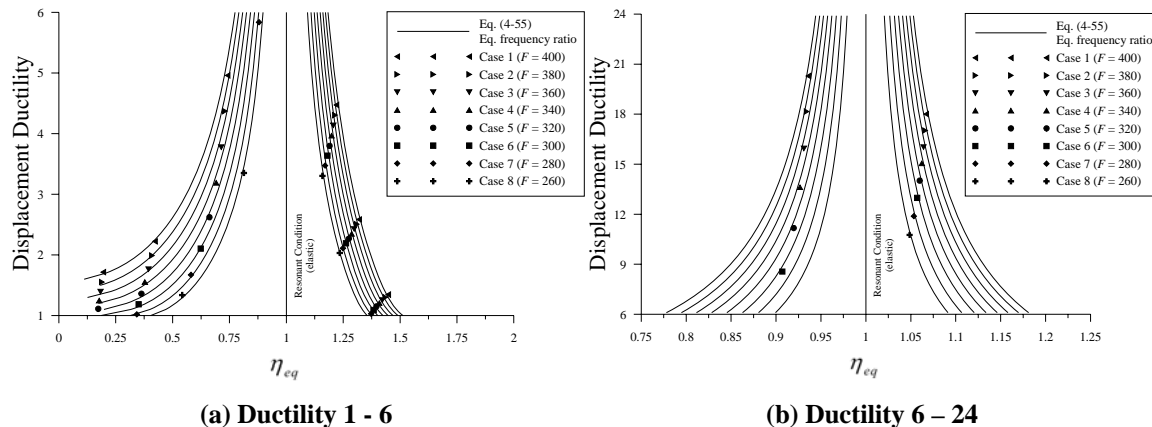 6
5
4
3
2
1
Displacement Ductility
0
0.25
0.5
0.75
1
1.25
1.5
1.75
2
η eq
Resonant Condition
(elastic)
Eq. (4-55)
Eq. frequency ratio
Case 1 (F = 400)
Case 2 (F = 380)
Case 3 (F = 360)
Case 4 (F = 340)
Case 5 (F = 320)
Case 6 (F = 300)
Case 7 (F = 280)
Case 8 (F = 260)
(a) Ductility 1 - 6
24
21
18
15
12
9
6
Displacement Ductility
0.75
0.8
0.85
0.9
0.95
1
1.05
1.1
1.15
1.2
1.25
η eq
Resonant Condition
(elastic)
Eq. (4-55)
Eq. frequency ratio
Case 1 (F = 400)
Case 2 (F = 380)
Case 3 (F = 360)
Case 4 (F = 340)
Case 5 (F = 320)
Case 6 (F = 300)
Case 7 (F = 280)
Case 8 (F = 260)
(b) Ductility 6 – 24